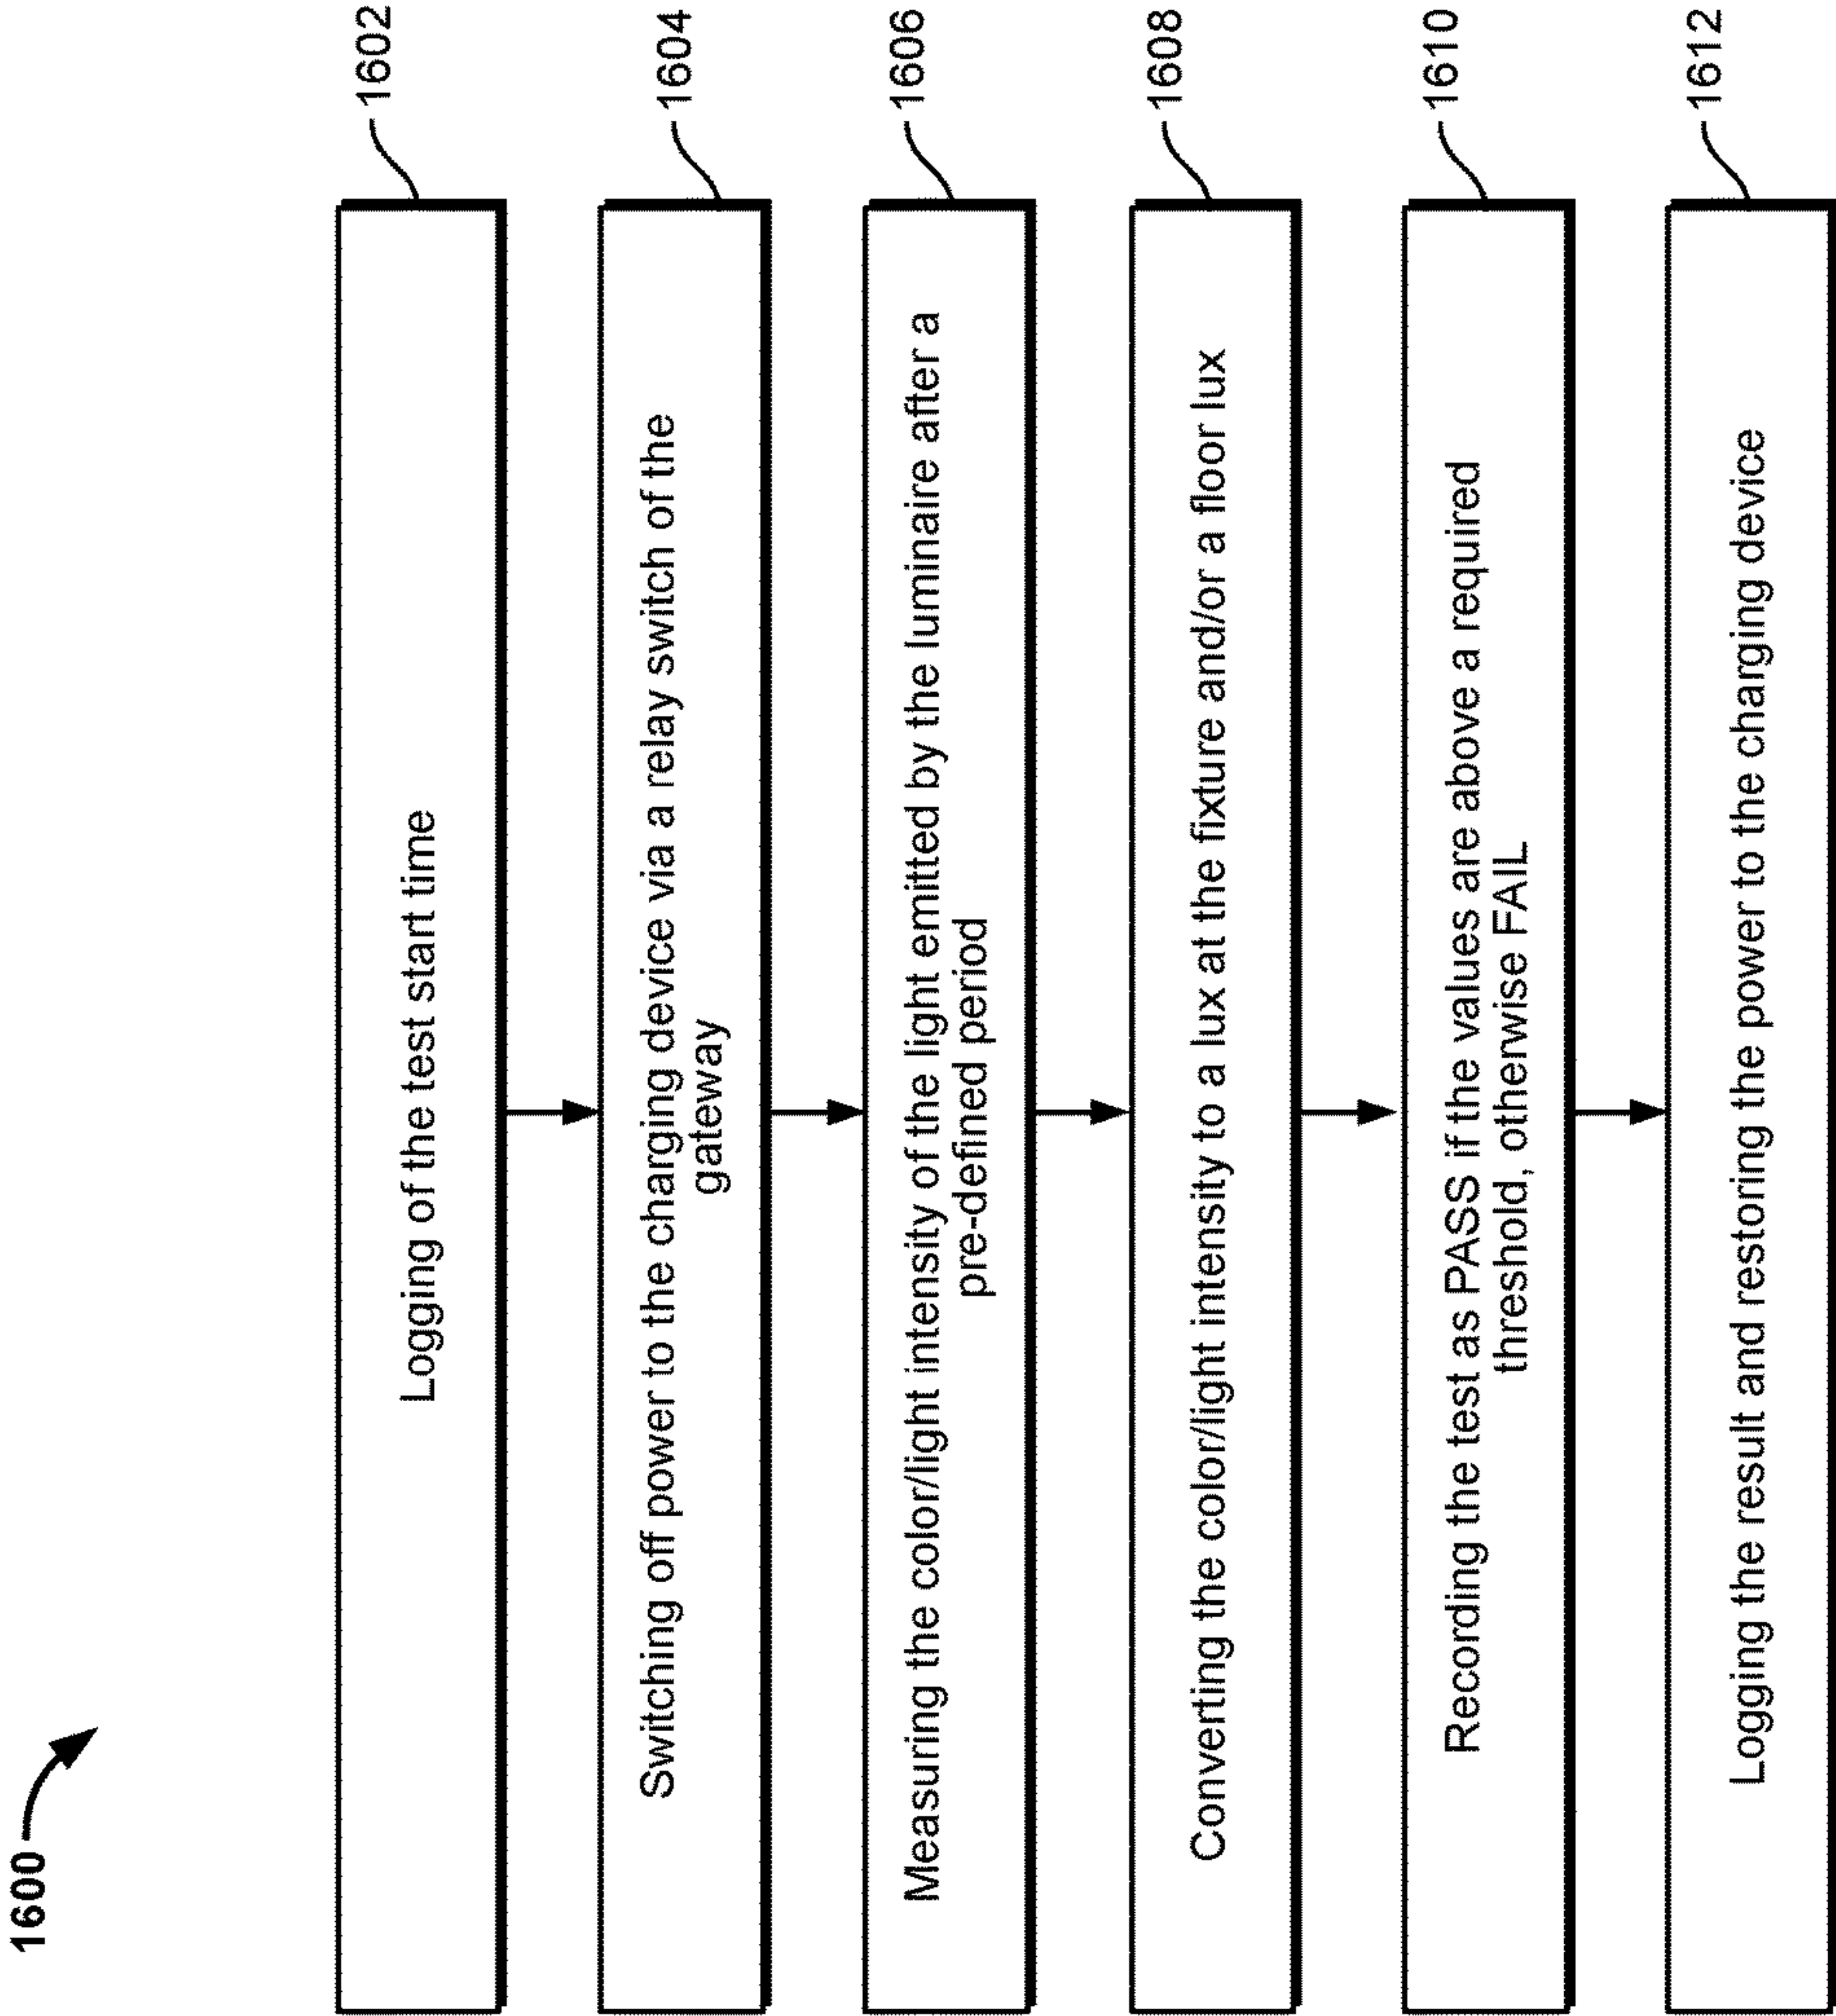 1600
Logging of the test start time
1602
Switching off power to the charging device via a relay switch of the
gateway
1604
Measuring the color/light intensity of the light emitted by the luminaire after a
pre-defined period
1606
Converting the color/light intensity to a lux at the fixture and/or a floor lux
1608
Recording the test as PASS if the values are above a required
threshold, otherwise FAIL
1610
Logging the result and restoring the power to the charging device
1612